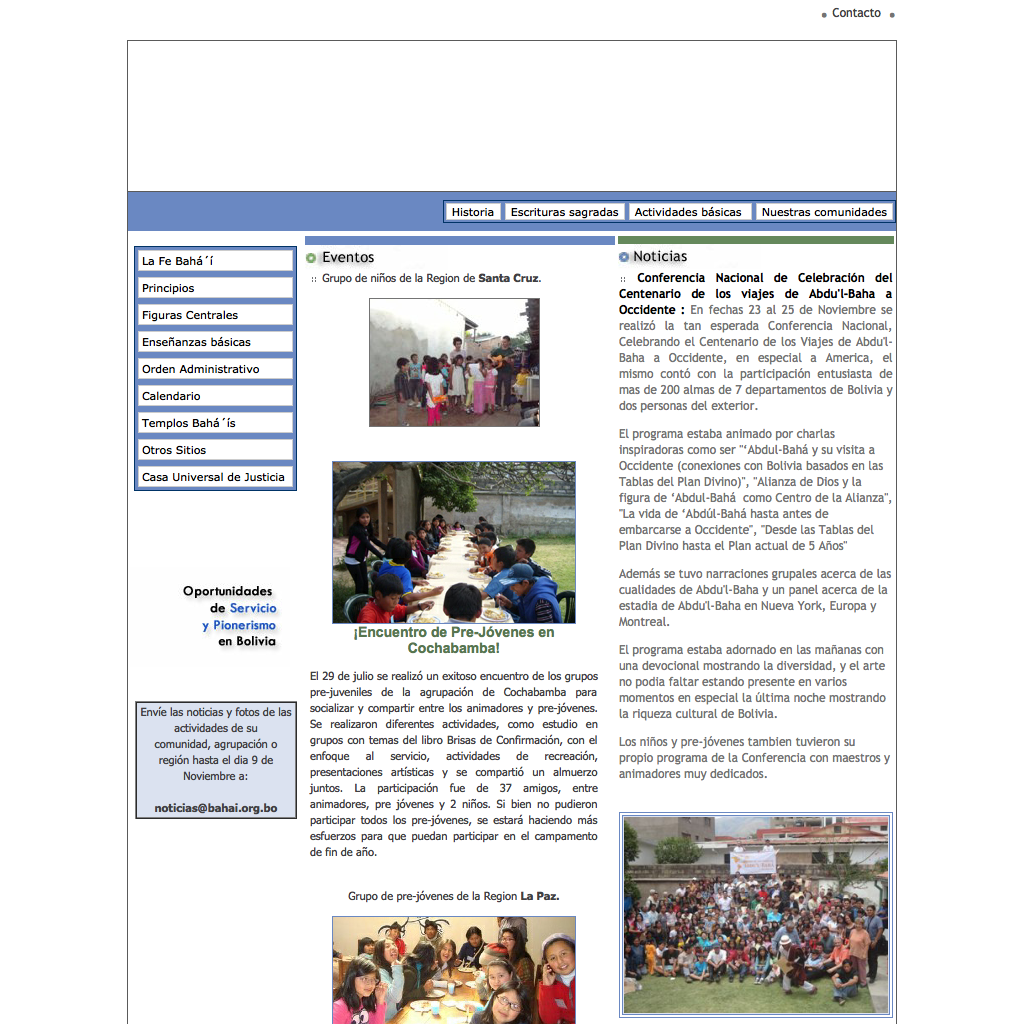 Contacto
Historia
Escrituras sagradas
Actividades básicas
Nuestras comunidades
La Fe Bahá´í
Principios
Figuras Centrales
Enseñanzas básicas
Orden Administrativo
Calendario
Templos Bahá´ís
Otros Sitios
Casa Universal de Justicia
Oportunidades
de Servicio
y Pionerismo
en Bolivia
Envíe las noticias y fotos de las
actividades de su
comunidad, agrupación o
región hasta el dia 9 de
Noviembre a:
noticias@bahai.org.bo
Eventos
:: Grupo de niños de la Region de Santa Cruz.
¡Encuentro de Pre-Jóvenes en
Cochabamba!
El 29 de julio se realizó un exitoso encuentro de los grupos
pre-juveniles de la agrupación de Cochabamba para
socializar y compartir entre los animadores y pre-jóvenes.
Se realizaron diferentes actividades, como estudio en
grupos con temas del libro Brisas de Confirmación, con el
enfoque al servicio, actividades de recreación,
presentaciones artísticas y se compartió un almuerzo
juntos. La participación fue de 37 amigos, entre
animadores, pre jóvenes y 2 niños. Si bien no pudieron
participar todos los pre-jóvenes, se estará haciendo más
esfuerzos para que puedan participar en el campamento
de fin de año.
Grupo de pre-jóvenes de la Region La Paz.
Noticias
:: Conferencia Nacional de Celebración del
Centenario de los viajes de Abdu'l-Baha a
Occidente : En fechas 23 al 25 de Noviembre se
realizó la tan esperada Conferencia Nacional,
Celebrando el Centenario de los Viajes de Abdu'l-
Baha a Occidente, en especial a America, el
mismo contó con la participación entusiasta de
mas de 200 almas de 7 departamentos de Bolivia y
dos personas del exterior.
El programa estaba animado por charlas
inspiradoras como ser "‘Abdul-Bahá y su visita a
Occidente (conexiones con Bolivia basados en las
Tablas del Plan Divino)", "Alianza de Dios y la
figura de ‘Abdul-Bahá como Centro de la Alianza",
"La vida de ‘Abdúl-Bahá hasta antes de
embarcarse a Occidente", "Desde las Tablas del
Plan Divino hasta el Plan actual de 5 Años"
Además se tuvo narraciones grupales acerca de las
cualidades de Abdu'l-Baha y un panel acerca de la
estadia de Abdu'l-Baha en Nueva York, Europa y
Montreal.
El programa estaba adornado en las mañanas con
una devocional mostrando la diversidad, y el arte
no podia faltar estando presente en varios
momentos en especial la última noche mostrando
la riqueza cultural de Bolivia.
Los niños y pre-jóvenes tambien tuvieron su
propio programa de la Conferencia con maestros y
animadores muy dedicados.